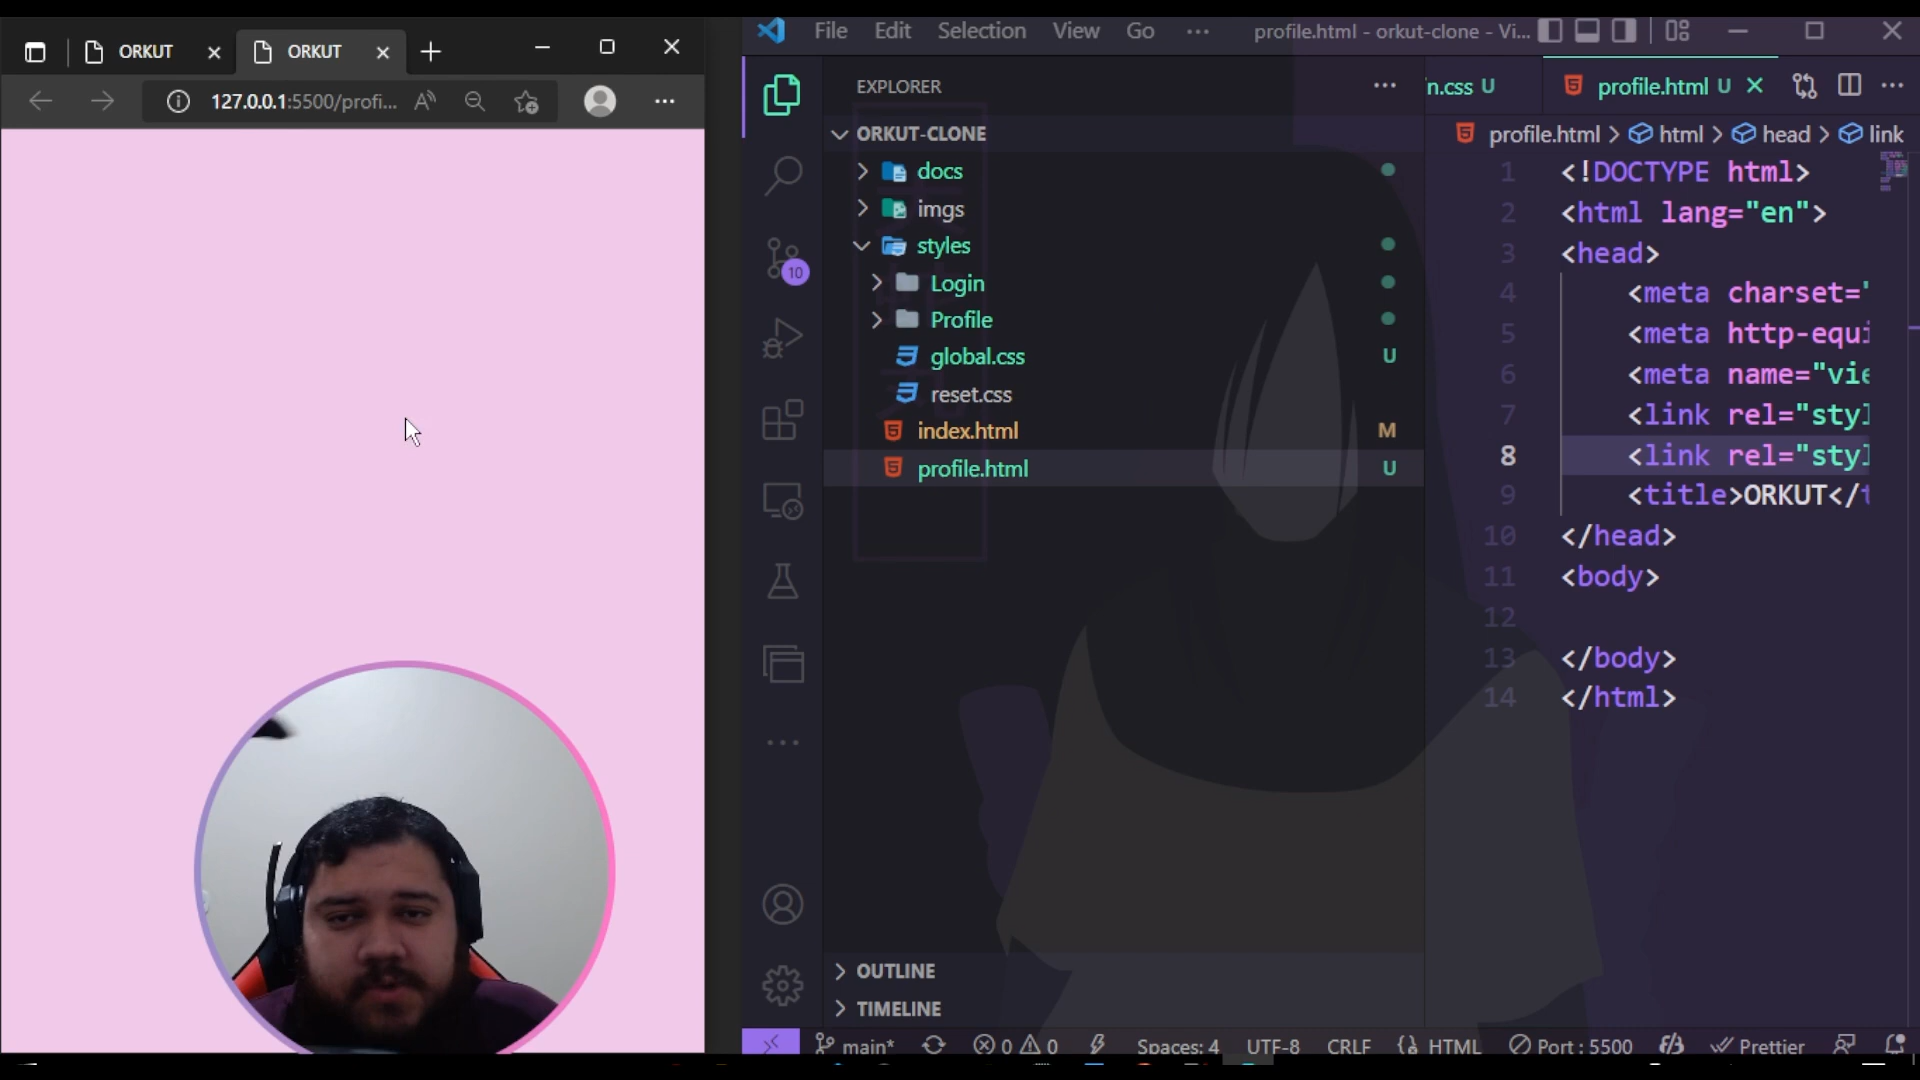 ORKUT
ORKUT
127.0.0.1:5500/profi...
File Edit Selection View Go ··· profile.html - orkut-clone - Vi...
EXPLORER
n.css U
profile.html U
ORKUT-CLONE
profile.html > html > head > link
docs
imgs
styles
Login
Profile
global.css U
reset.css
index.html M
profile.html U
10
1 <!DOCTYPE html>
2 <html lang="en">
3 <head>
4 <meta charset="
5 <meta http-equi
6 <meta name="vie
7 <link rel="styl
8 <link rel="styl
9 <title>ORKUT</t
10 </head>
11 <body>
12
13 </body>
14 </html>
OUTLINE
TIMELINE
main* 0 0 Spaces: 4 UTF-8 CRLF HTML Port : 5500 Prettier